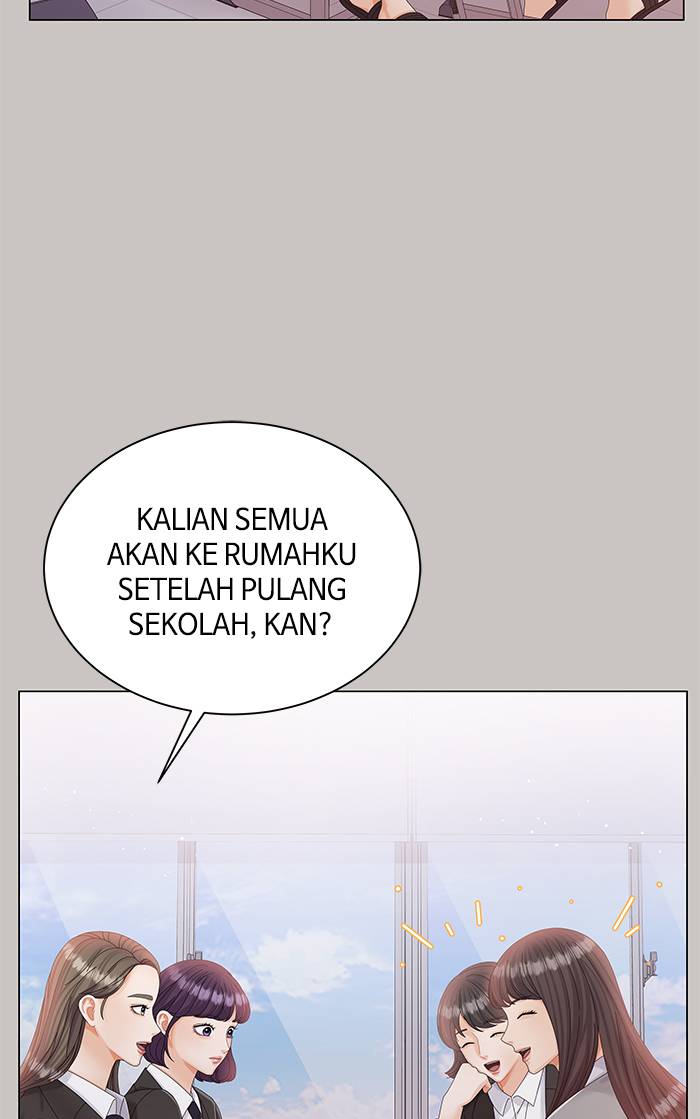 KALIAN SEMUA
AKAN KE RUMAHKU
SETELAH PULANG
SEKOLAH, KAN?